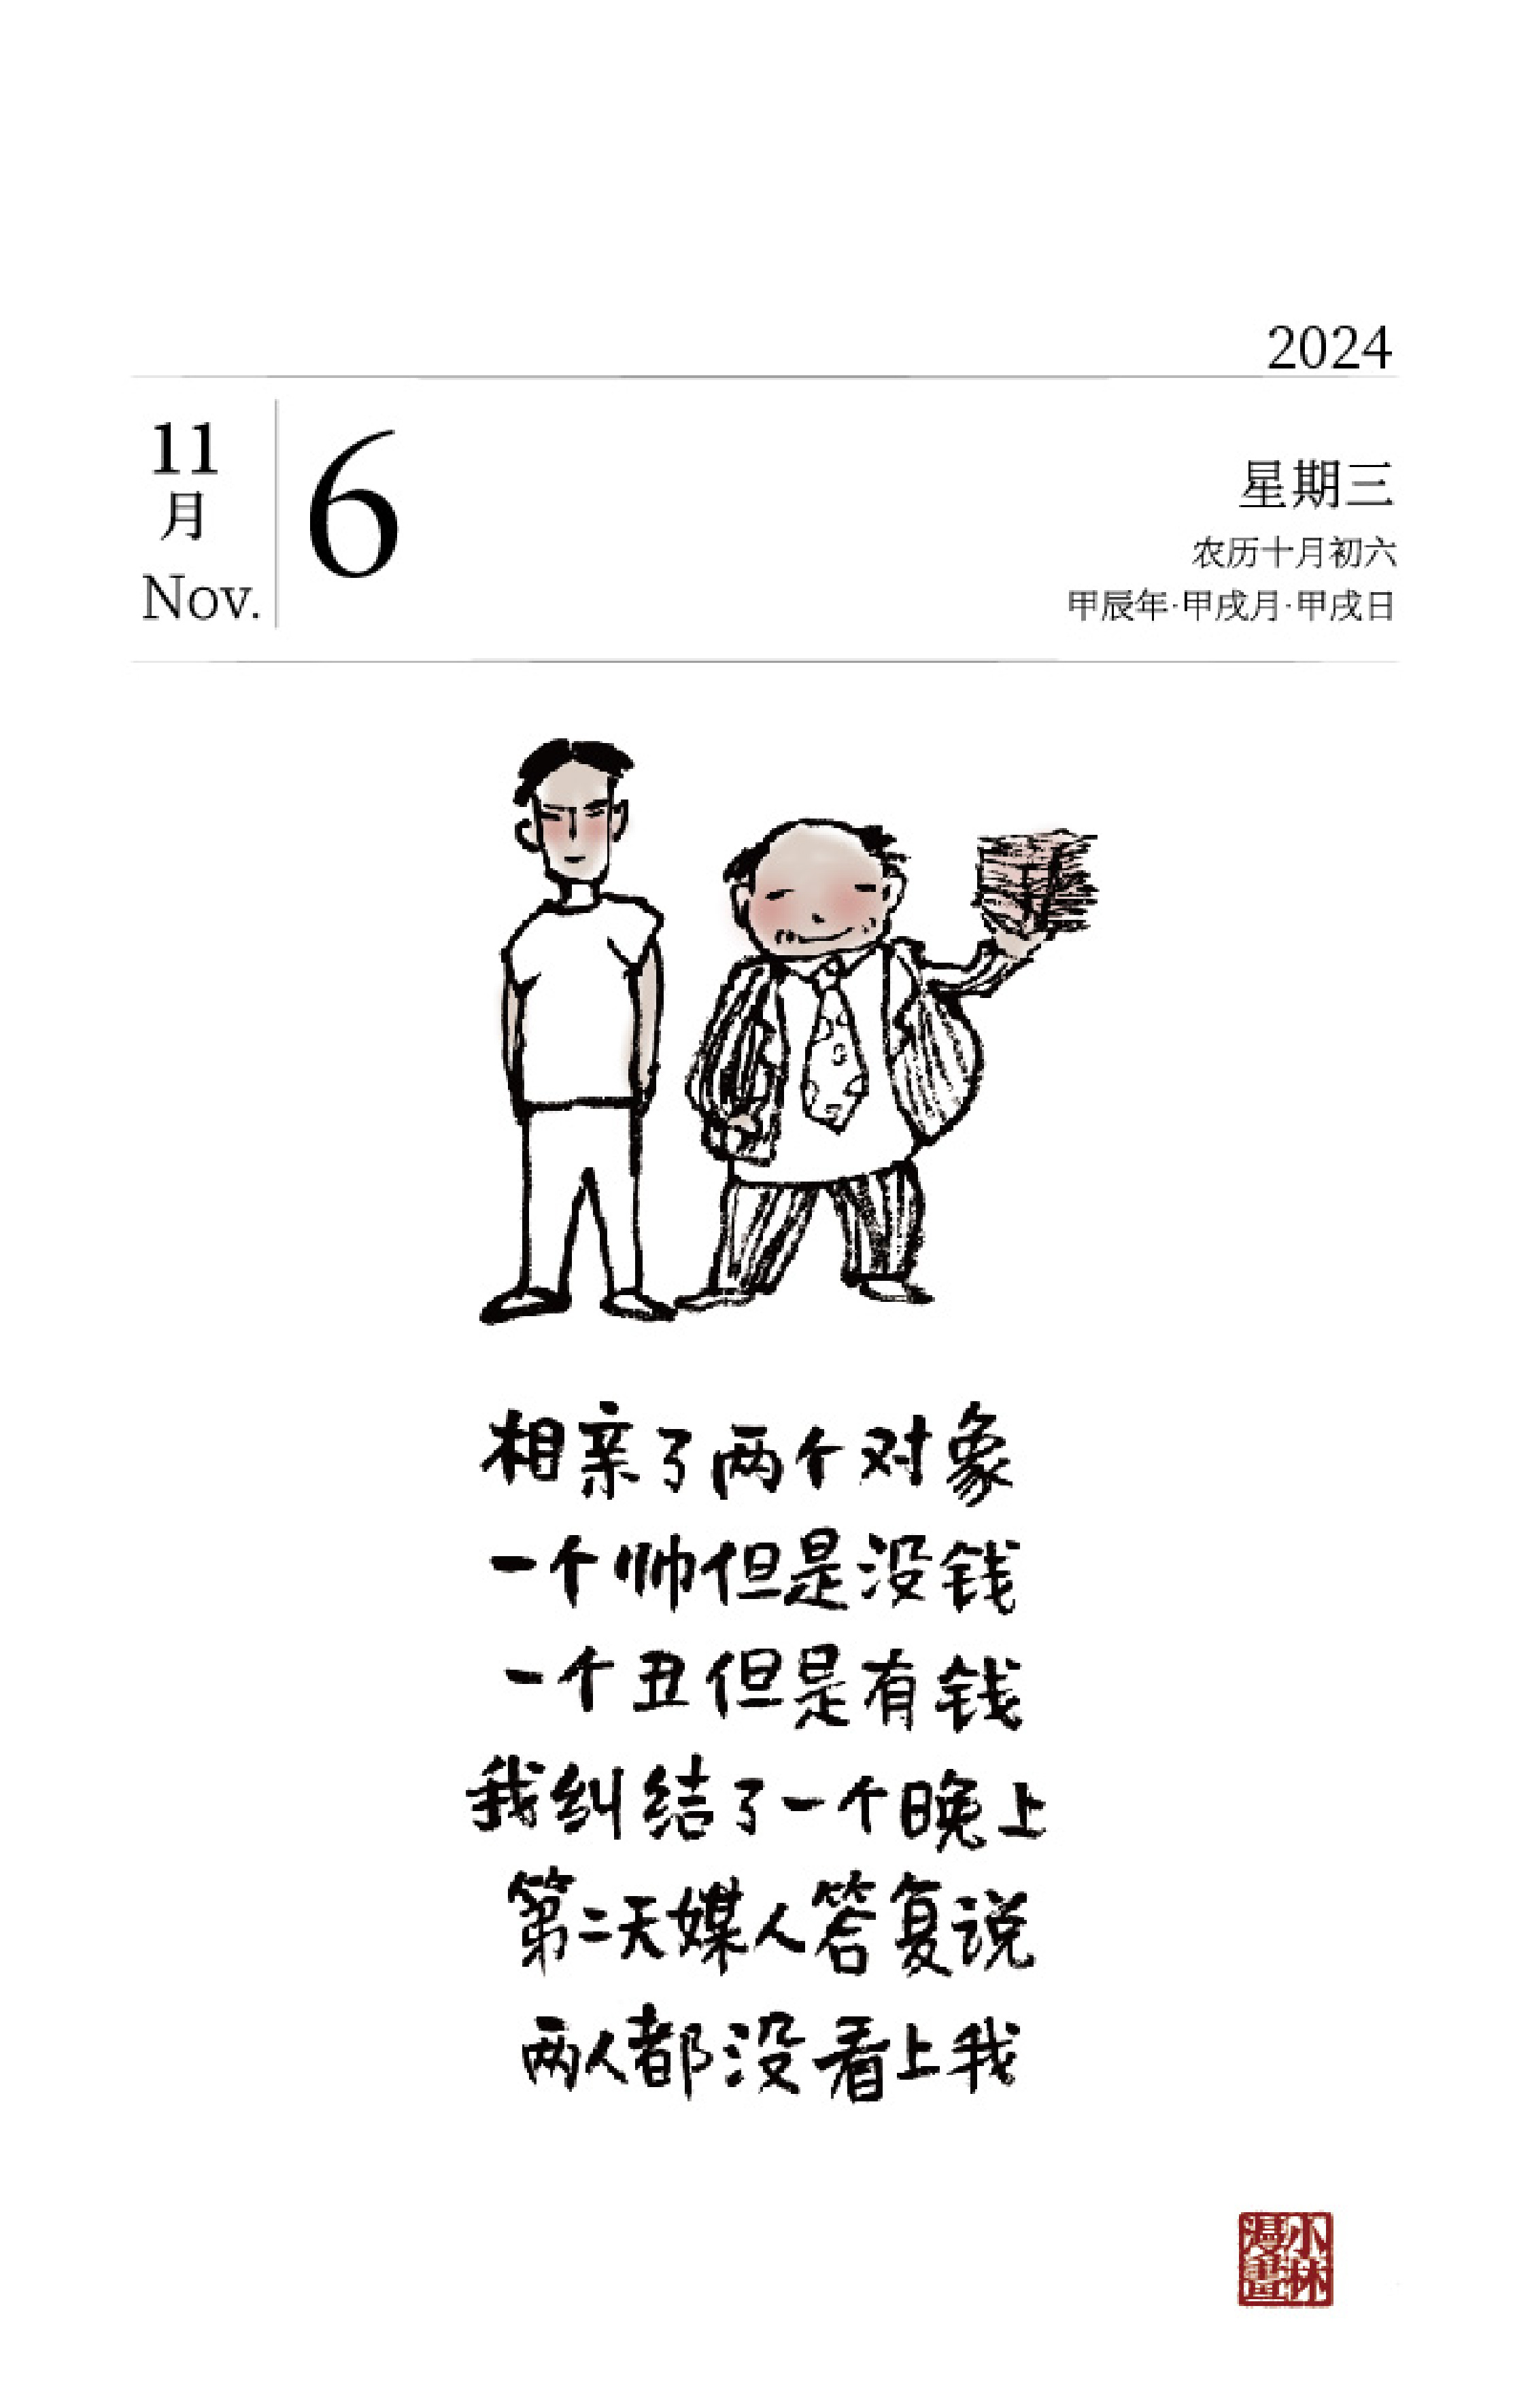 2024
11
月
Nov.
6
星期三
农历十月初六
甲辰年·甲戌月·甲戌日
相亲了两个对象
一个帅但是没钱
一个丑但是有钱
我纠结了一个晚上
第二天媒人答复说
两人都没看上我
小林
漫畫